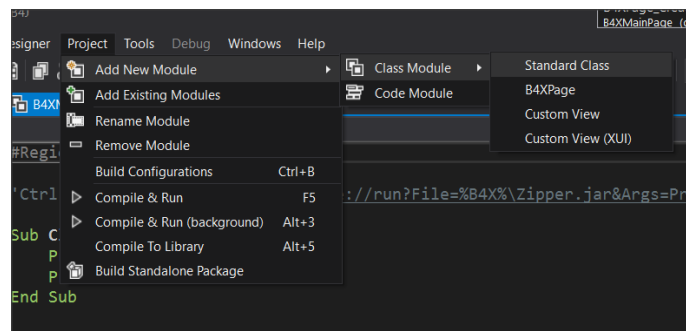 B4XMainPage
Project Tools Debug Windows Help
Add New Module
Add Existing Modules
Rename Module
Remove Module
Build Configurations Ctrl+B
Compile & Run F5
Compile & Run (background) Alt+3
Compile To Library Alt+5
Build Standalone Package
Class Module
Code Module
Standard Class
B4XPage
Custom View
Custom View (XUI)
#Regi
'Ctrl ://run?File=%B4X%\Zipper.jar&Args=Pr
Sub C
P
P
End Sub